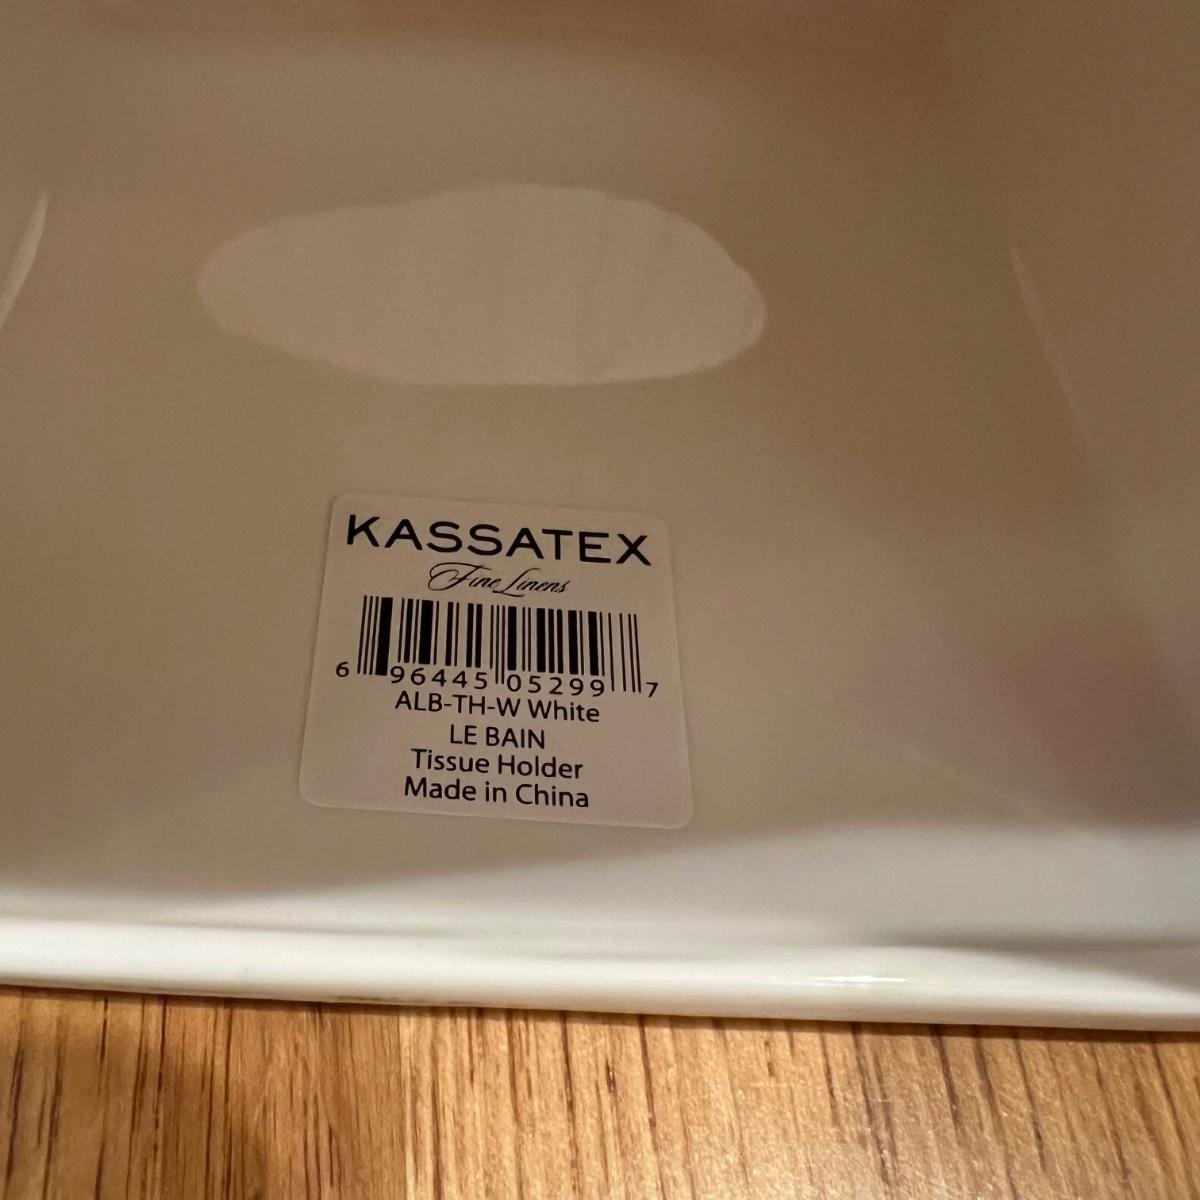 KASSATEX
Fine Linens
6 96445 05299 7
ALB-TH-W White
LE BAIN
Tissue Holder
Made in China